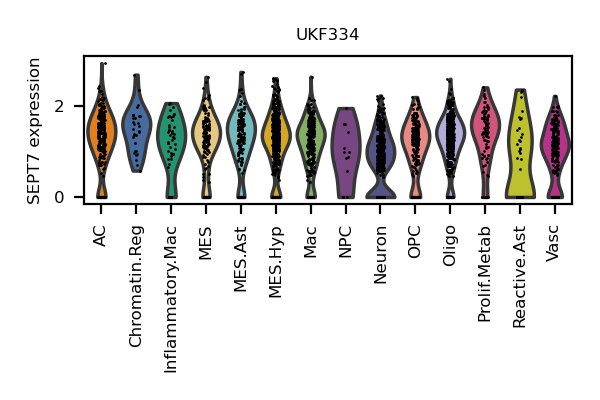 UKF334
SEPT7 expression
2
0
AC
Chromatin.Reg
Inflammatory.Mac
MES
MES.Ast
MES.Hyp
Mac
NPC
Neuron
OPC
Oligo
Prolif.Metab
Reactive.Ast
Vasc